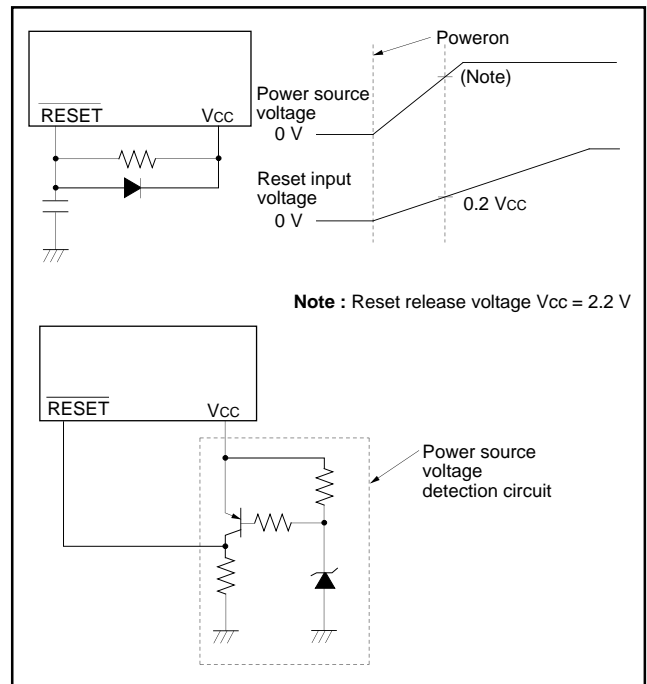 RESET
Vcc
Poweron
(Note)
Power source
voltage
0 V
Reset input
voltage
0 V
0.2 Vcc
Note : Reset release voltage Vcc = 2.2 V
RESET
Vcc
Power source
voltage
detection circuit